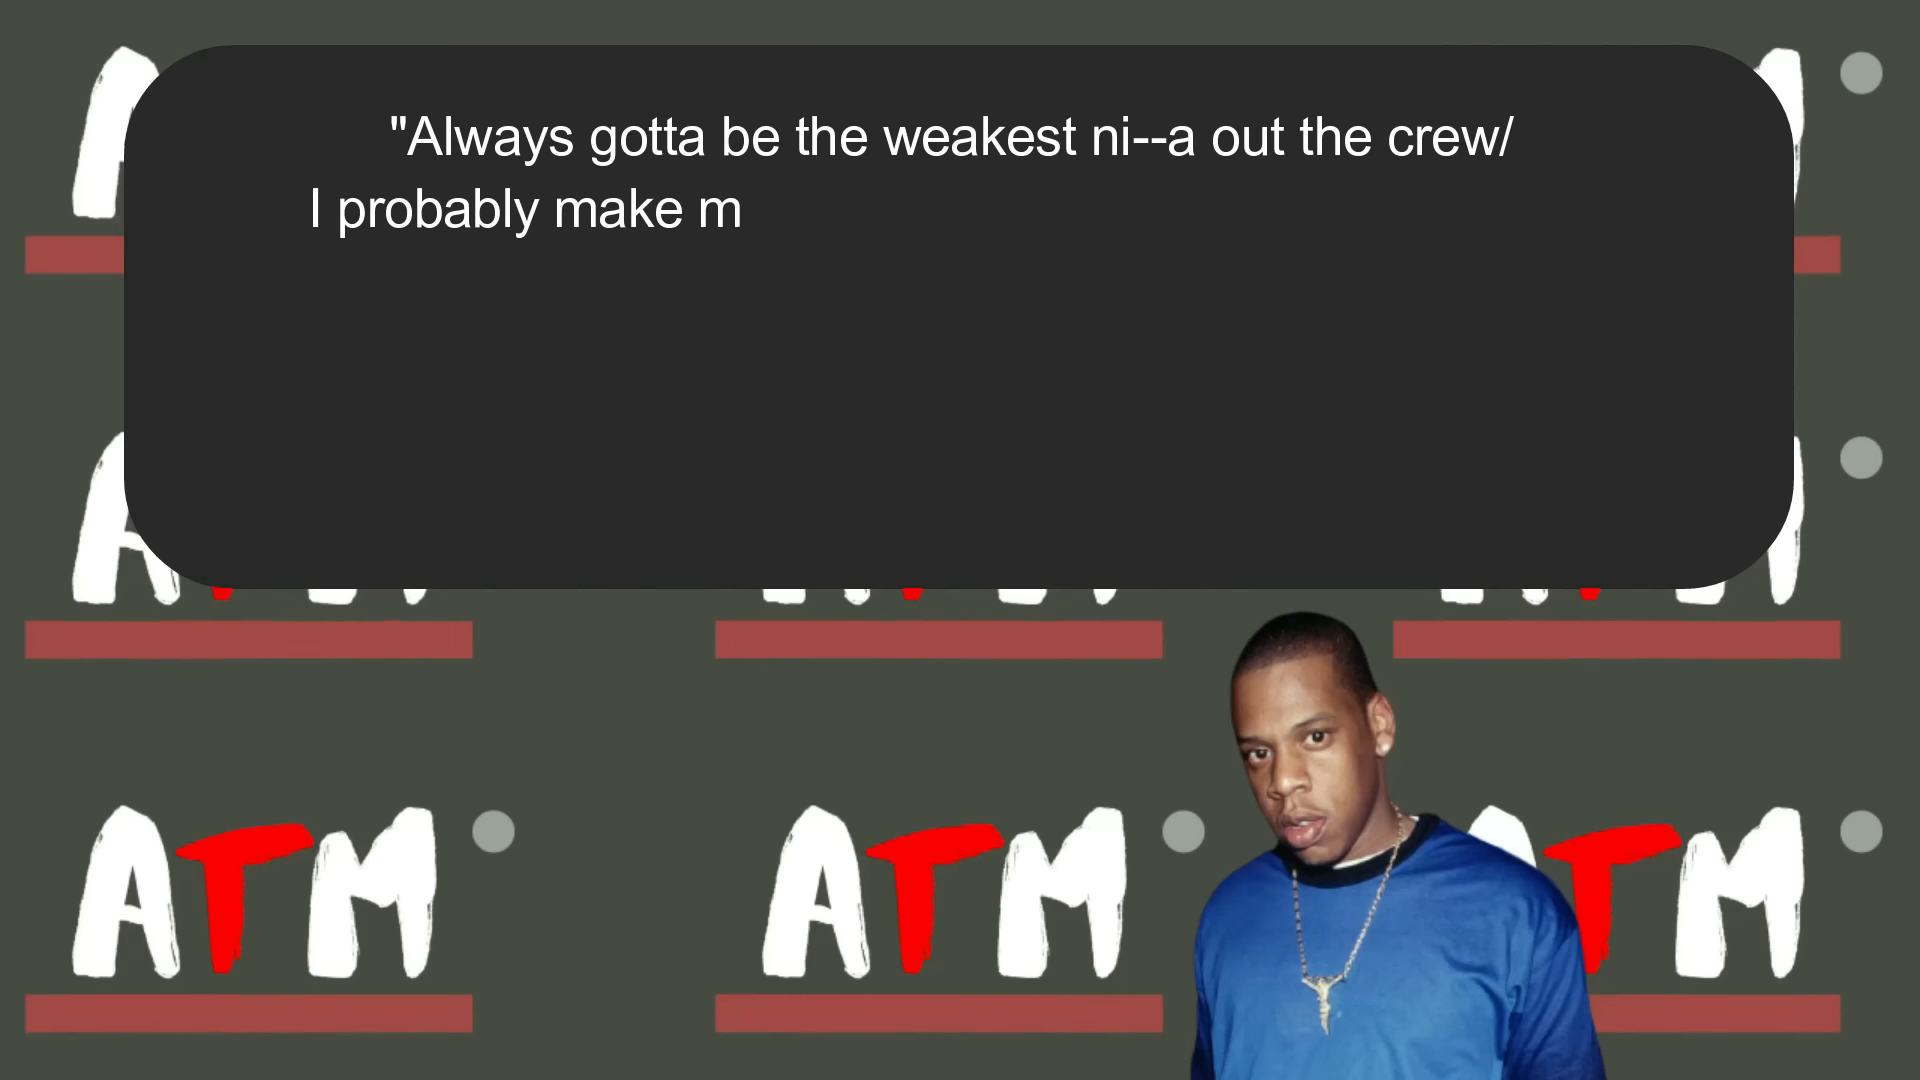 "Always gotta be the weakest ni--a out the crew/
I probably make m
ATM ATM ATM